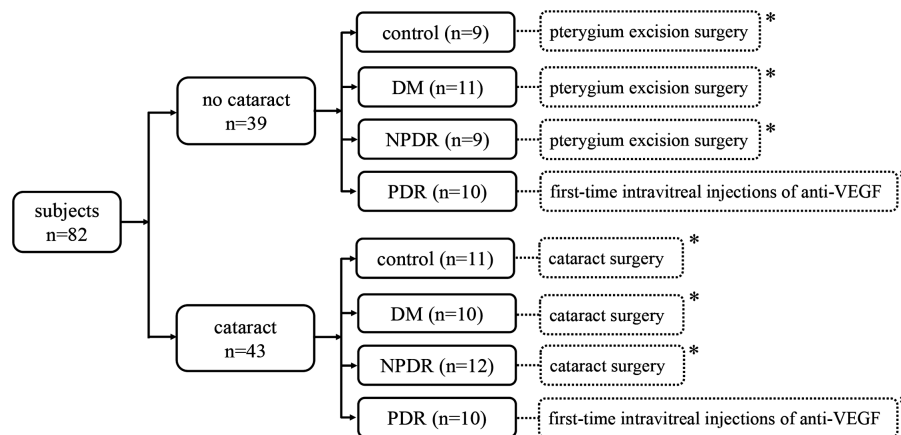 subjects
n=82
no cataract
n=39
control (n=9)
pterygium excision surgery *
DM (n=11)
pterygium excision surgery *
NPDR (n=9)
pterygium excision surgery *
PDR (n=10)
first-time intravitreal injections of anti-VEGF *
cataract
n=43
control (n=11)
cataract surgery *
DM (n=10)
cataract surgery *
NPDR (n=12)
cataract surgery *
PDR (n=10)
first-time intravitreal injections of anti-VEGF *